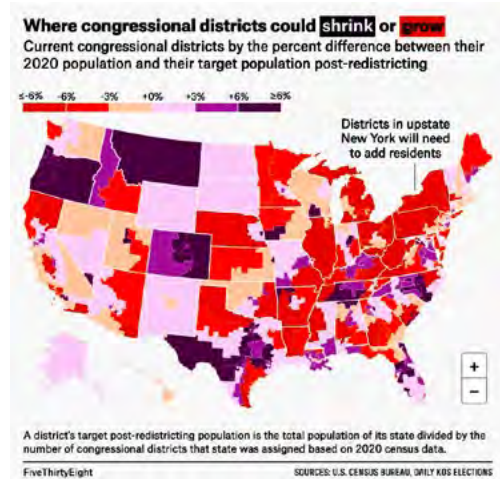 Where congressional districts could shrink or grow
Current congressional districts by the percent difference between their
2020 population and their target population post-redistricting
≤-6% -6% -3% +0% +3% +6% ≥6%
Districts in upstate
New York will need
to add residents
+
−
A district's target post-redistricting population is the total population of its state divided by the
number of congressional districts that state was assigned based on 2020 census data.
FiveThirtyEight SOURCES: U.S. CENSUS BUREAU, DAILY KOS ELECTIONS